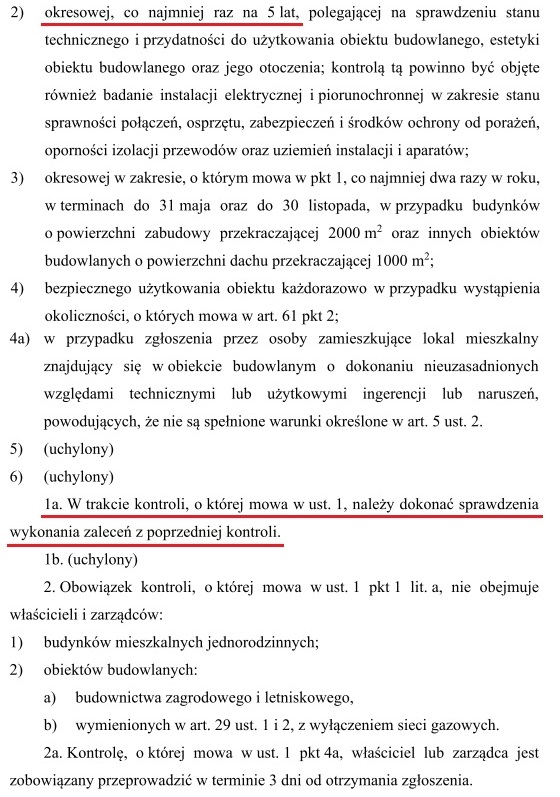 2) okresowej, co najmniej raz na 5 lat, polegającej na sprawdzeniu stanu
technicznego i przydatności do użytkowania obiektu budowlanego, estetyki
obiektu budowlanego oraz jego otoczenia; kontrolą tą powinno być objęte
również badanie instalacji elektrycznej i piorunochronnej w zakresie stanu
sprawności połączeń, osprzętu, zabezpieczeń i środków ochrony od porażeń,
oporności izolacji przewodów oraz uziemień instalacji i aparatów;
3) okresowej w zakresie, o którym mowa w pkt 1, co najmniej dwa razy w roku,
w terminach do 31 maja oraz do 30 listopada, w przypadku budynków
o powierzchni zabudowy przekraczającej 2000 m² oraz innych obiektów
budowlanych o powierzchni dachu przekraczającej 1000 m²;
4) bezpiecznego użytkowania obiektu każdorazowo w przypadku wystąpienia
okoliczności, o których mowa w art. 61 pkt 2;
4a) w przypadku zgłoszenia przez osoby zamieszkujące lokal mieszkalny
znajdujący się w obiekcie budowlanym o dokonaniu nieuzasadnionych
względami technicznymi lub użytkowymi ingerencji lub naruszeń,
powodujących, że nie są spełnione warunki określone w art. 5 ust. 2.
5) (uchylony)
6) (uchylony)
1a. W trakcie kontroli, o której mowa w ust. 1, należy dokonać sprawdzenia
wykonania zaleceń z poprzedniej kontroli.
1b. (uchylony)
2. Obowiązek kontroli, o której mowa w ust. 1 pkt 1 lit. a, nie obejmuje
właścicieli i zarządców:
1) budynków mieszkalnych jednorodzinnych;
2) obiektów budowlanych:
a) budownictwa zagrodowego i letniskowego,
b) wymienionych w art. 29 ust. 1 i 2, z wyłączeniem sieci gazowych.
2a. Kontrolę, o której mowa w ust. 1 pkt 4a, właściciel lub zarządca jest
zobowiązany przeprowadzić w terminie 3 dni od otrzymania zgłoszenia.